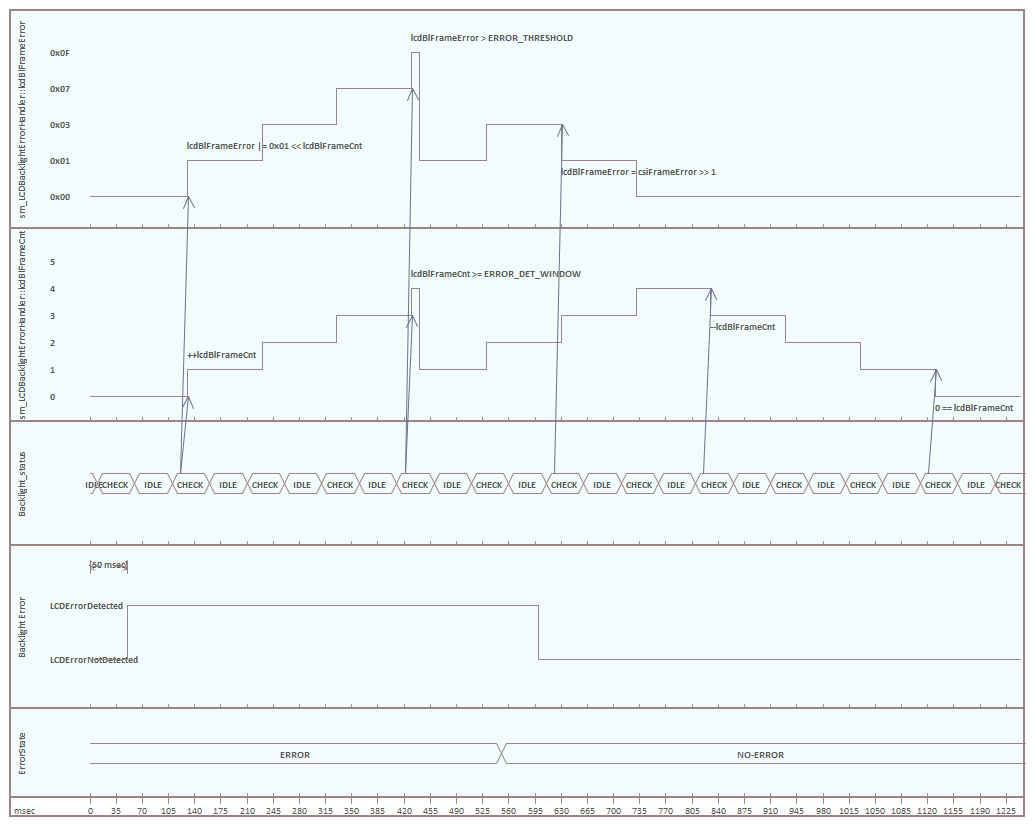 sm_LCDBacklightErrorHandler::lcdBlFrameError
lcdBlFrameError > ERROR_THRESHOLD
0x0F
0x07
0x03
lcdBlFrameError |= 0x01 << lcdBlFrameCnt
0x01
lcdBlFrameError = csiFrameError >> 1
0x00
sm_LCDBacklightErrorHandler::lcdBlFrameCnt
5
lcdBlFrameCnt >= ERROR_DET_WINDOW
4
3
--lcdBlFrameCnt
2
++lcdBlFrameCnt
1
0
0 == lcdBlFrameCnt
Backlight_status
IDLE CHECK IDLE CHECK IDLE CHECK IDLE CHECK IDLE CHECK IDLE CHECK IDLE CHECK IDLE CHECK IDLE CHECK IDLE CHECK IDLE CHECK IDLE CHECK IDLE CHECK
Backlight Error
50 msec
LCDErrorDetected
LCDErrorNotDetected
ErrorState
ERROR NO-ERROR
msec 0 35 70 105 140 175 210 245 280 315 350 385 420 455 490 525 560 595 630 665 700 735 770 805 840 875 910 945 980 1015 1050 1085 1120 1155 1190 1225